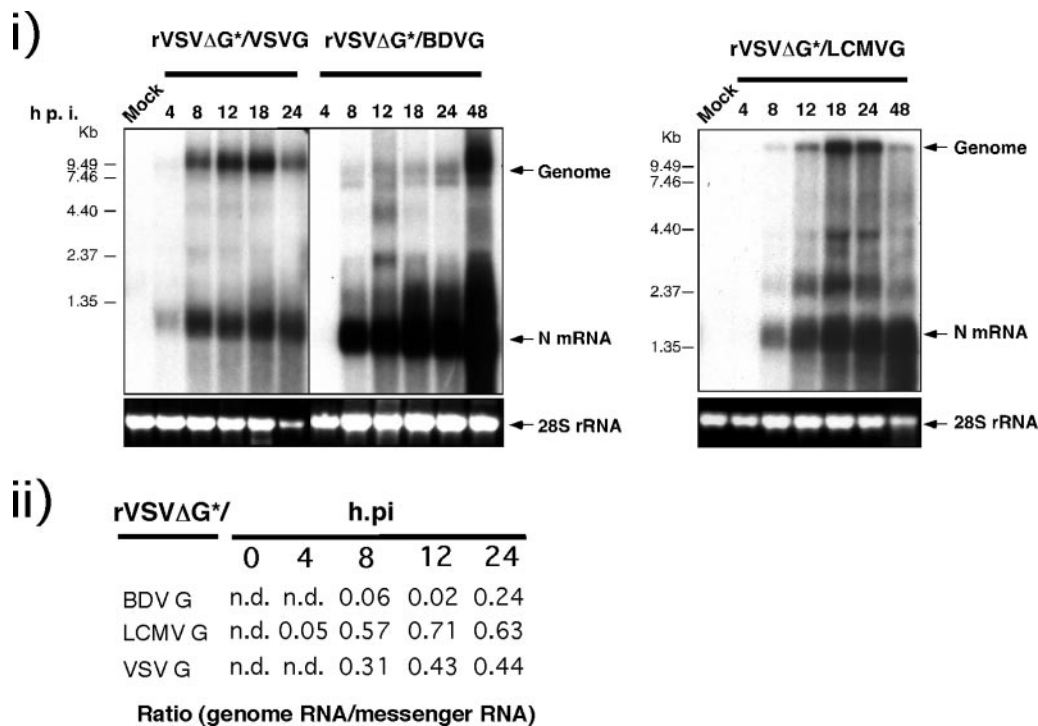 i)
rVSVΔG*/VSVG rVSVΔG*/BDVG
rVSVΔG*/LCMVG
h p. i. Mock 4 8 12 18 24 4 8 12 18 24 48
Mock 4 8 12 18 24 48
Kb
9.49
7.46
4.40
2.37
1.35
Genome
N mRNA
28S rRNA
Kb
9.49
7.46
4.40
2.37
1.35
Genome
N mRNA
28S rRNA
ii)
rVSVΔG*/ h.pi
0 4 8 12 24
BDV G n.d. n.d. 0.06 0.02 0.24
LCMV G n.d. 0.05 0.57 0.71 0.63
VSV G n.d. n.d. 0.31 0.43 0.44
Ratio (genome RNA/messenger RNA)